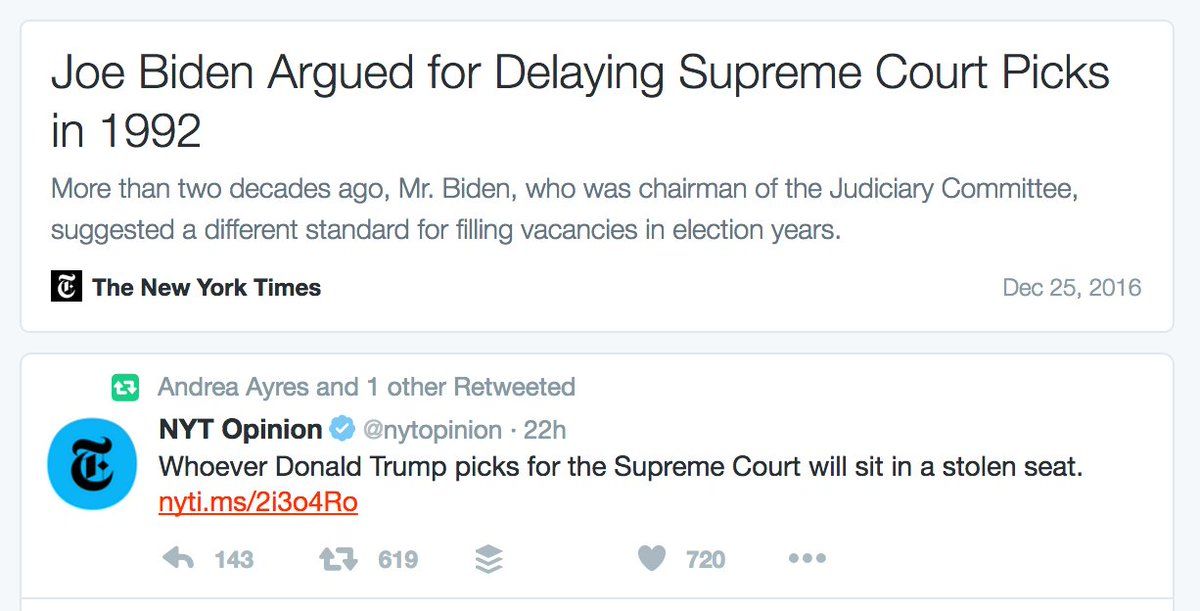 Joe Biden Argued for Delaying Supreme Court Picks
in 1992
More than two decades ago, Mr. Biden, who was chairman of the Judiciary Committee,
suggested a different standard for filling vacancies in election years.
The New York Times Dec 25, 2016
Andrea Ayres and 1 other Retweeted
NYT Opinion @nytopinion · 22h
Whoever Donald Trump picks for the Supreme Court will sit in a stolen seat.
nyti.ms/2i3o4Ro
143 619 720